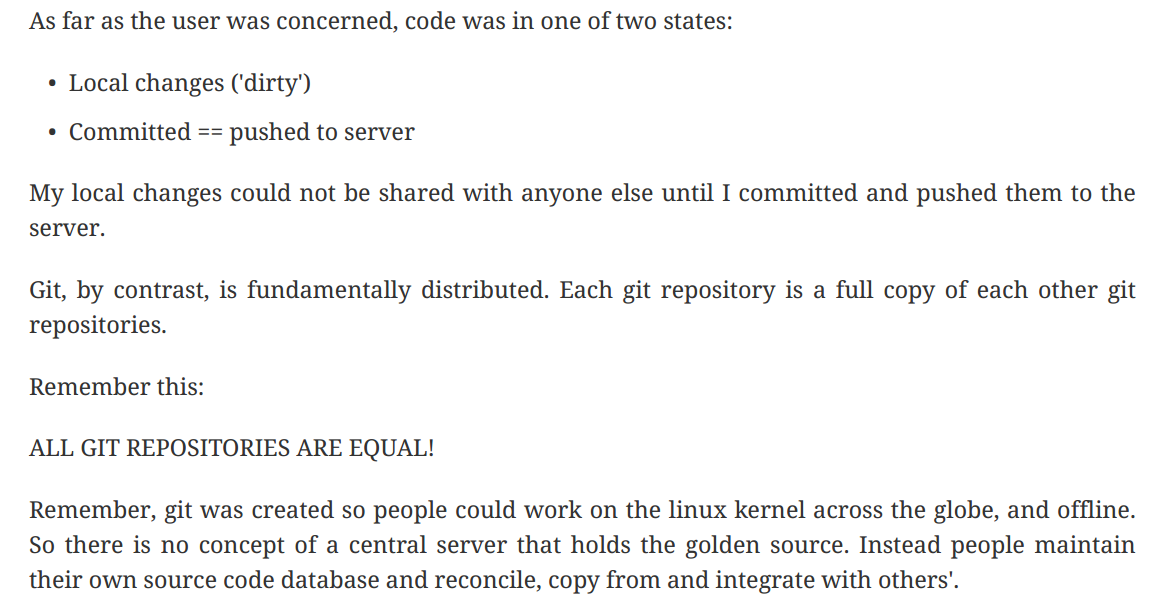 As far as the user was concerned, code was in one of two states:
• Local changes ('dirty')
• Committed == pushed to server
My local changes could not be shared with anyone else until I committed and pushed them to the
server.
Git, by contrast, is fundamentally distributed. Each git repository is a full copy of each other git
repositories.
Remember this:
ALL GIT REPOSITORIES ARE EQUAL!
Remember, git was created so people could work on the linux kernel across the globe, and offline.
So there is no concept of a central server that holds the golden source. Instead people maintain
their own source code database and reconcile, copy from and integrate with others'.